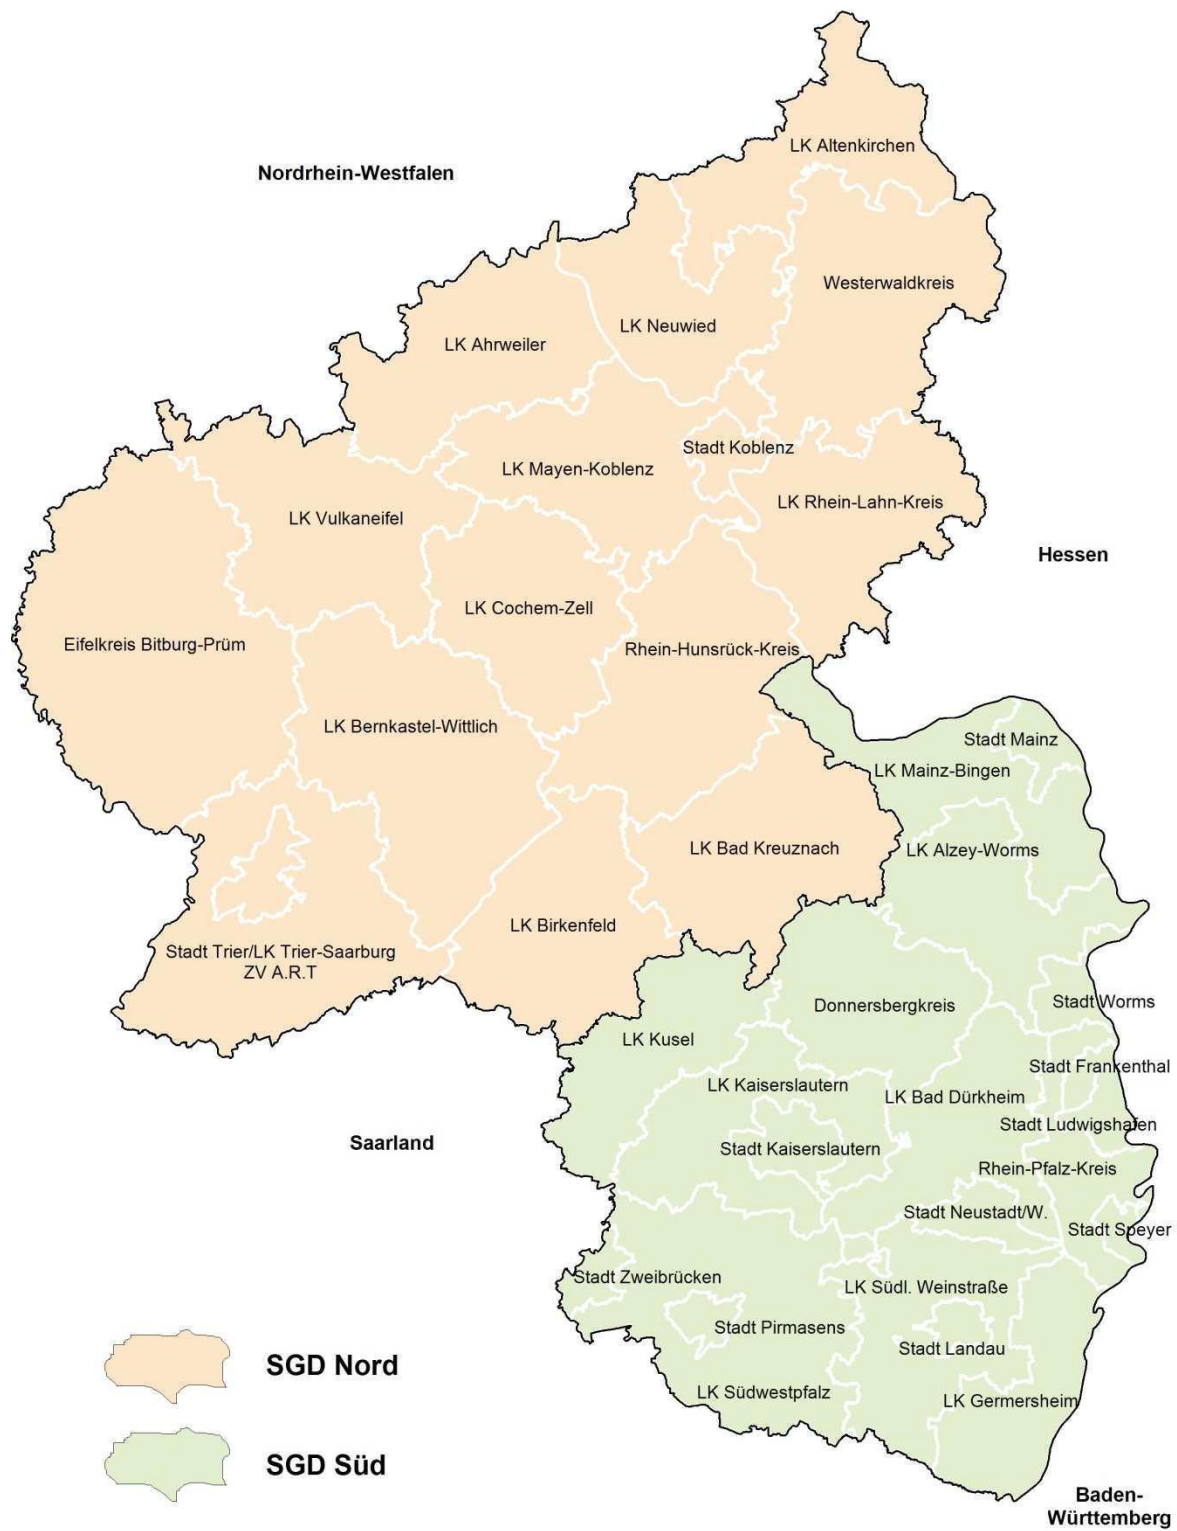 LK Altenkirchen
Nordrhein-Westfalen
Westerwaldkreis
LK Neuwied
LK Ahrweiler
Stadt Koblenz
LK Mayen-Koblenz
LK Rhein-Lahn-Kreis
LK Vulkaneifel
Hessen
LK Cochem-Zell
Eifelkreis Bitburg-Prüm
Rhein-Hunsrück-Kreis
LK Bernkastel-Wittlich
Stadt Mainz
LK Mainz-Bingen
LK Bad Kreuznach
LK Alzey-Worms
LK Birkenfeld
Stadt Trier/LK Trier-Saarburg
ZV A.R.T
Stadt Worms
Donnersbergkreis
LK Kusel
Stadt Frankenthal
LK Kaiserslautern
LK Bad Dürkheim
Stadt Ludwigshafen
Saarland
Stadt Kaiserslautern
Rhein-Pfalz-Kreis
Stadt Neustadt/W.
Stadt Speyer
Stadt Zweibrücken
LK Südl. Weinstraße
Stadt Pirmasens
Stadt Landau
SGD Nord
LK Südwestpfalz
LK Germersheim
SGD Süd
Baden-
Württemberg